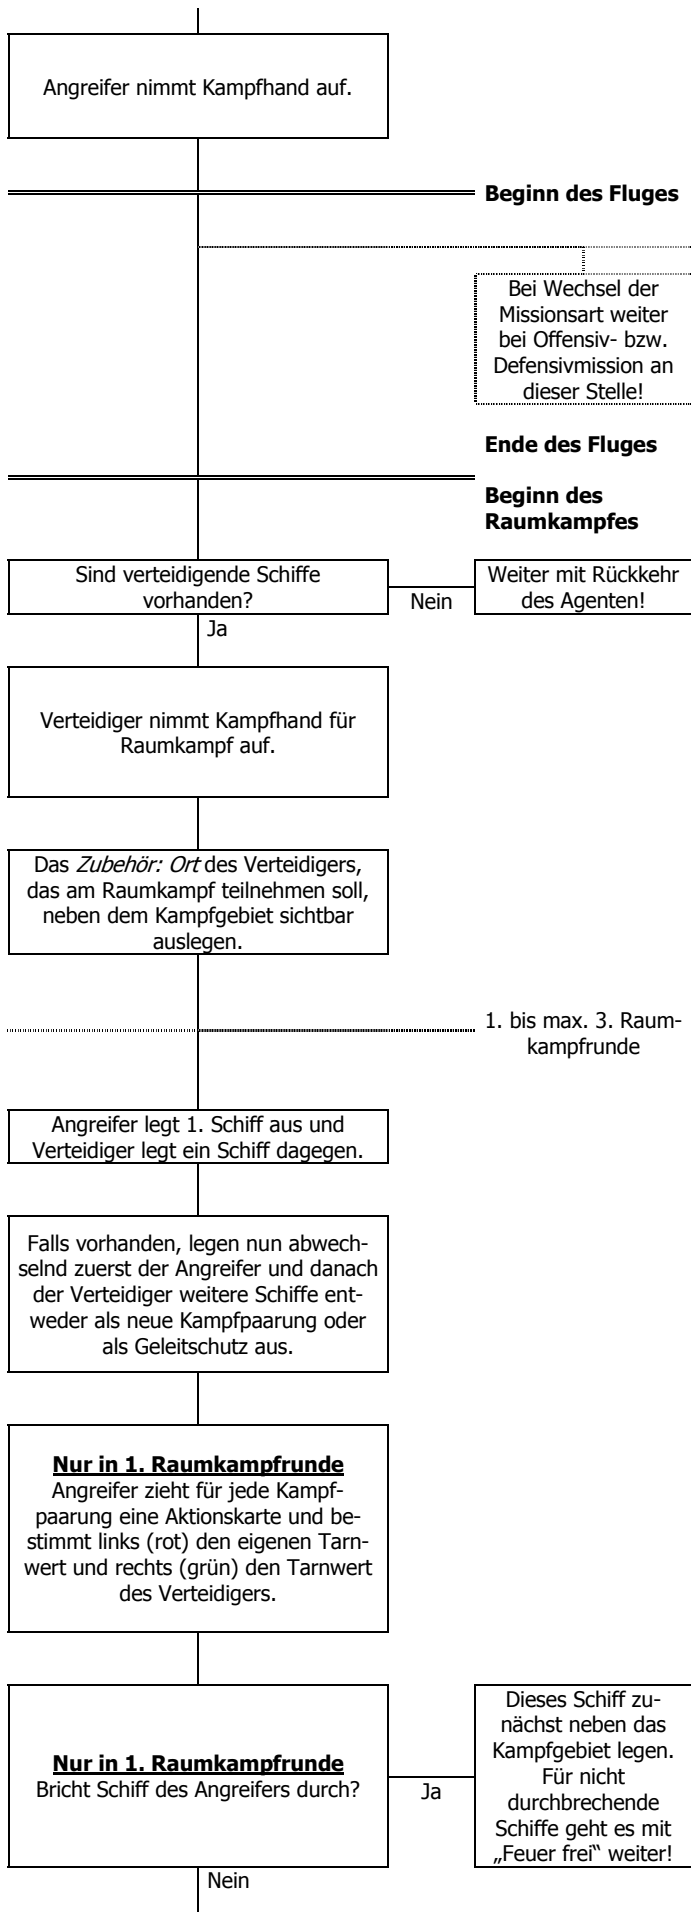 Angreifer nimmt Kampfhand auf.
Beginn des Fluges
Bei Wechsel der
Missionsart weiter
bei Offensiv- bzw.
Defensivmission an
dieser Stelle!
Ende des Fluges
Beginn des
Raumkampfes
Sind verteidigende Schiffe
vorhanden?
Nein
Weiter mit Rückkehr
des Agenten!
Ja
Verteidiger nimmt Kampfhand für
Raumkampf auf.
Das Zubehör: Ort des Verteidigers,
das am Raumkampf teilnehmen soll,
neben dem Kampfgebiet sichtbar
auslegen.
1. bis max. 3. Raum-
kampfrunde
Angreifer legt 1. Schiff aus und
Verteidiger legt ein Schiff dagegen.
Falls vorhanden, legen nun abwech-
selnd zuerst der Angreifer und danach
der Verteidiger weitere Schiffe ent-
weder als neue Kampfpaarung oder
als Geleitschutz aus.
Nur in 1. Raumkampfrunde
Angreifer zieht für jede Kampf-
paarung eine Aktionskarte und be-
stimmt links (rot) den eigenen Tarn-
wert und rechts (grün) den Tarnwert
des Verteidigers.
Nur in 1. Raumkampfrunde
Bricht Schiff des Angreifers durch?
Ja
Dieses Schiff zu-
nächst neben das
Kampfgebiet legen.
Für nicht
durchbrechende
Schiffe geht es mit
„Feuer frei“ weiter!
Nein